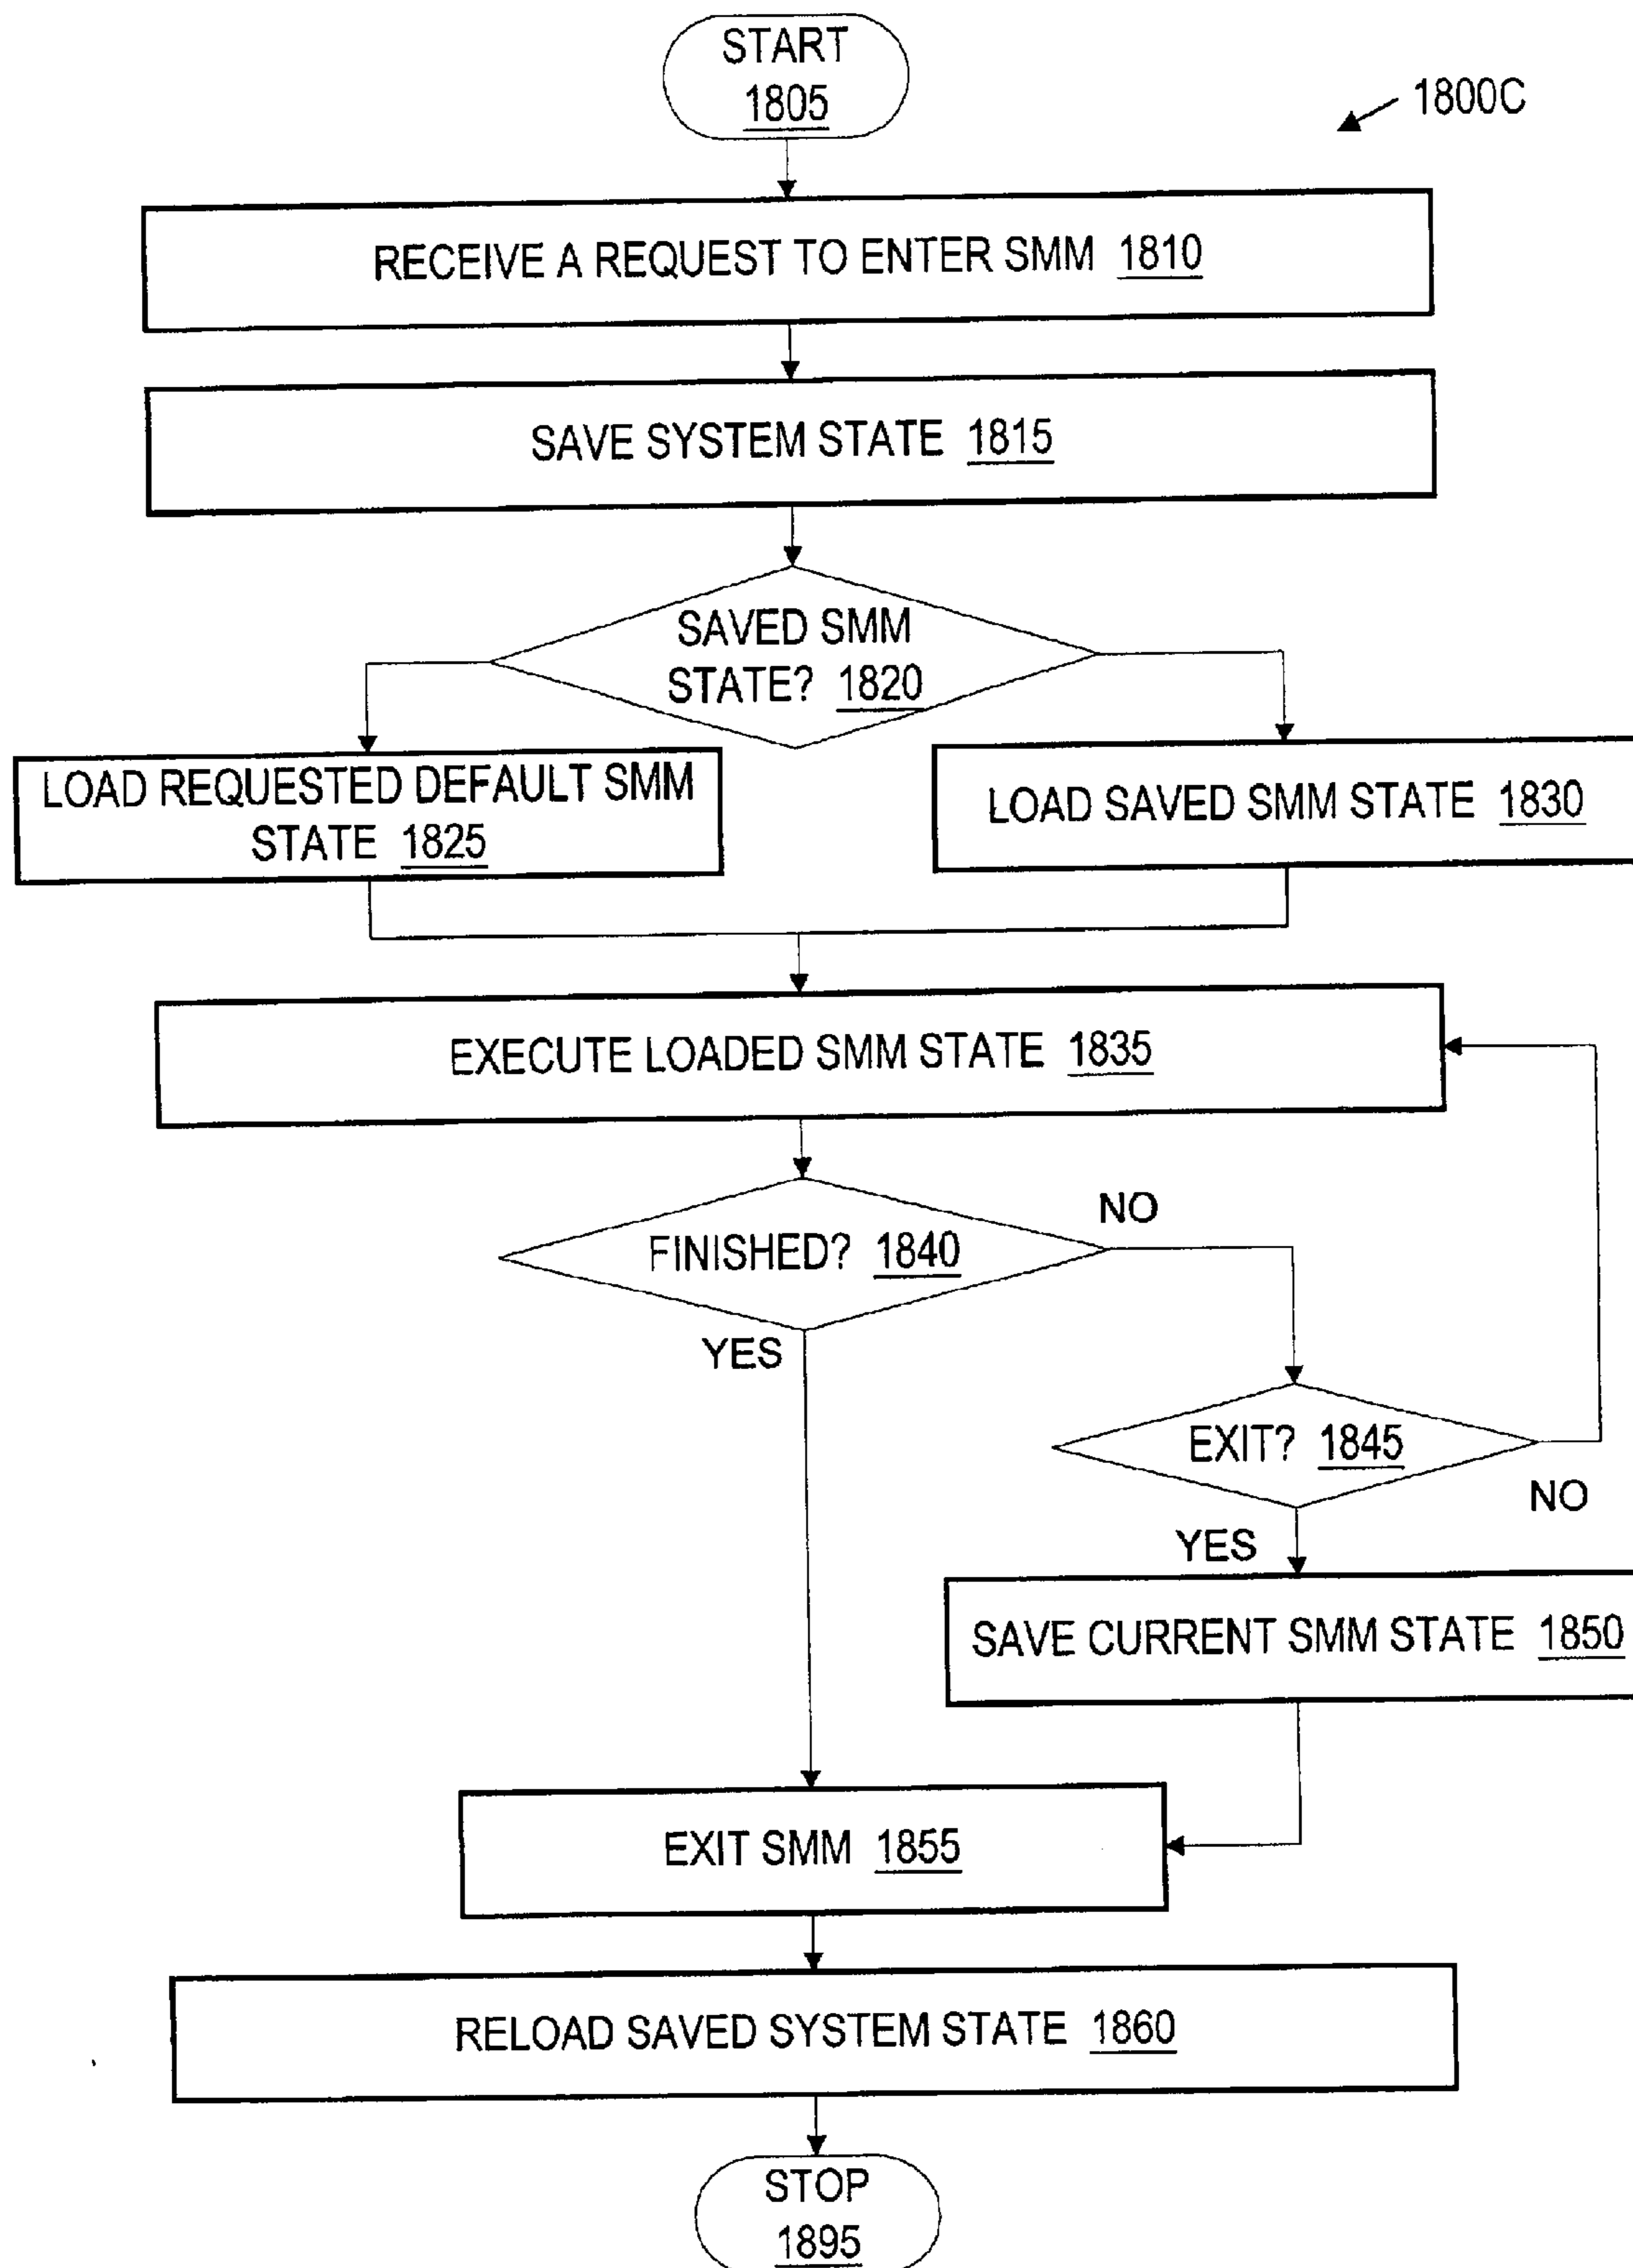 START
1805
1800C
RECEIVE A REQUEST TO ENTER SMM 1810
SAVE SYSTEM STATE 1815
SAVED SMM
STATE? 1820
LOAD REQUESTED DEFAULT SMM
STATE 1825
LOAD SAVED SMM STATE 1830
EXECUTE LOADED SMM STATE 1835
FINISHED? 1840
NO
YES
EXIT? 1845
NO
YES
SAVE CURRENT SMM STATE 1850
EXIT SMM 1855
RELOAD SAVED SYSTEM STATE 1860
STOP
1895